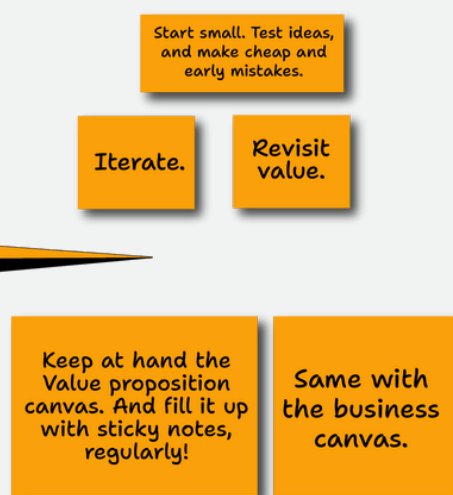 Start small. Test ideas,
and make cheap and
early mistakes.
Iterate.
Revisit
value.
Keep at hand the
Value proposition
canvas. And fill it up
with sticky notes,
regularly!
Same with
the business
canvas.